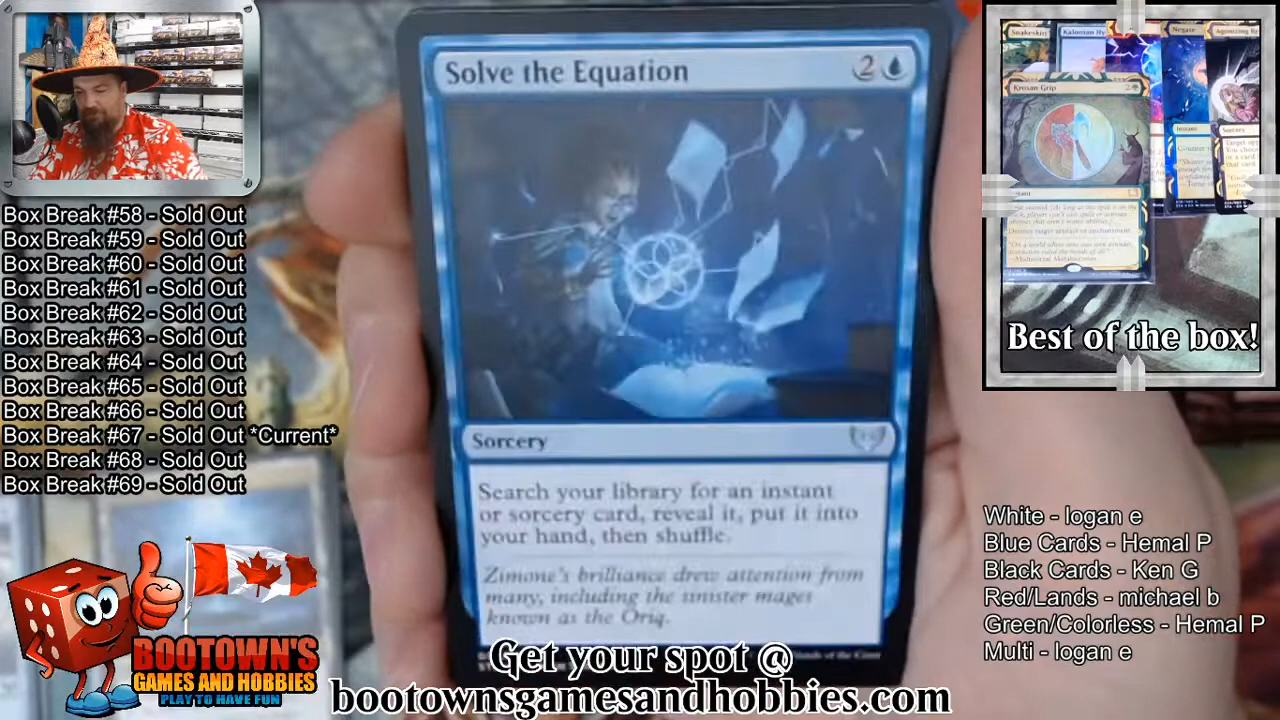 Box Break #58 - Sold Out
Box Break #59 - Sold Out
Box Break #60 - Sold Out
Box Break #61 - Sold Out
Box Break #62 - Sold Out
Box Break #63 - Sold Out
Box Break #64 - Sold Out
Box Break #65 - Sold Out
Box Break #66 - Sold Out
Box Break #67 - Sold Out *Current*
Box Break #68 - Sold Out
Box Break #69 - Sold Out
BOOTOWN'S
GAMES AND HOBBIES
PLAY TO HAVE FUN
Solve the Equation 2
Sorcery
Search your library for an instant
or sorcery card, reveal it, put it into
your hand, then shuffle.
Zimone's brilliance drew attention from
many, including the sinister mages
known as the Oriq.
Get your spot @
bootownsgamesandhobbies.com
Negate
Krosan Grip 2
Instant
Sorcery
Best of the box!
White - logan e
Blue Cards - Hemal P
Black Cards - Ken G
Red/Lands - michael b
Green/Colorless - Hemal P
Multi - logan e